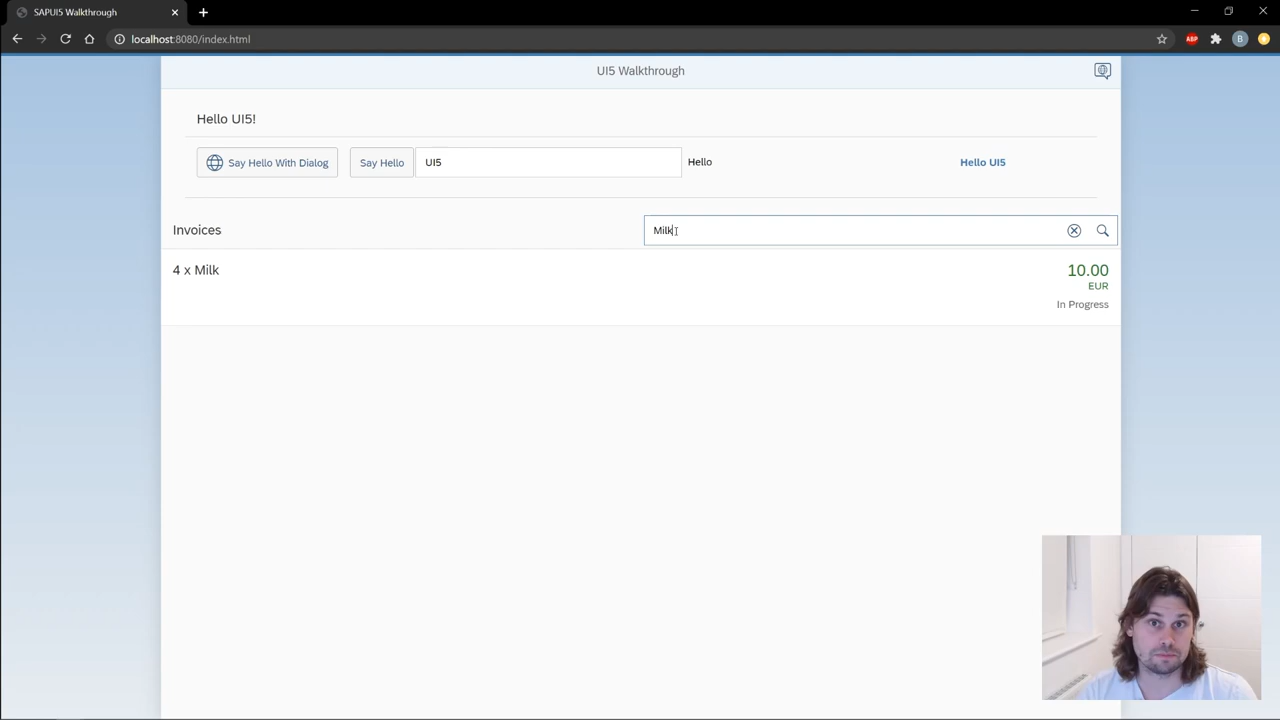 SAPUI5 Walkthrough
localhost:8080/index.html
ABP
B
UI5 Walkthrough
Hello UI5!
Say Hello With Dialog
Say Hello
UI5
Hello
Hello UI5
Invoices
Milk
4 x Milk
10.00
EUR
In Progress